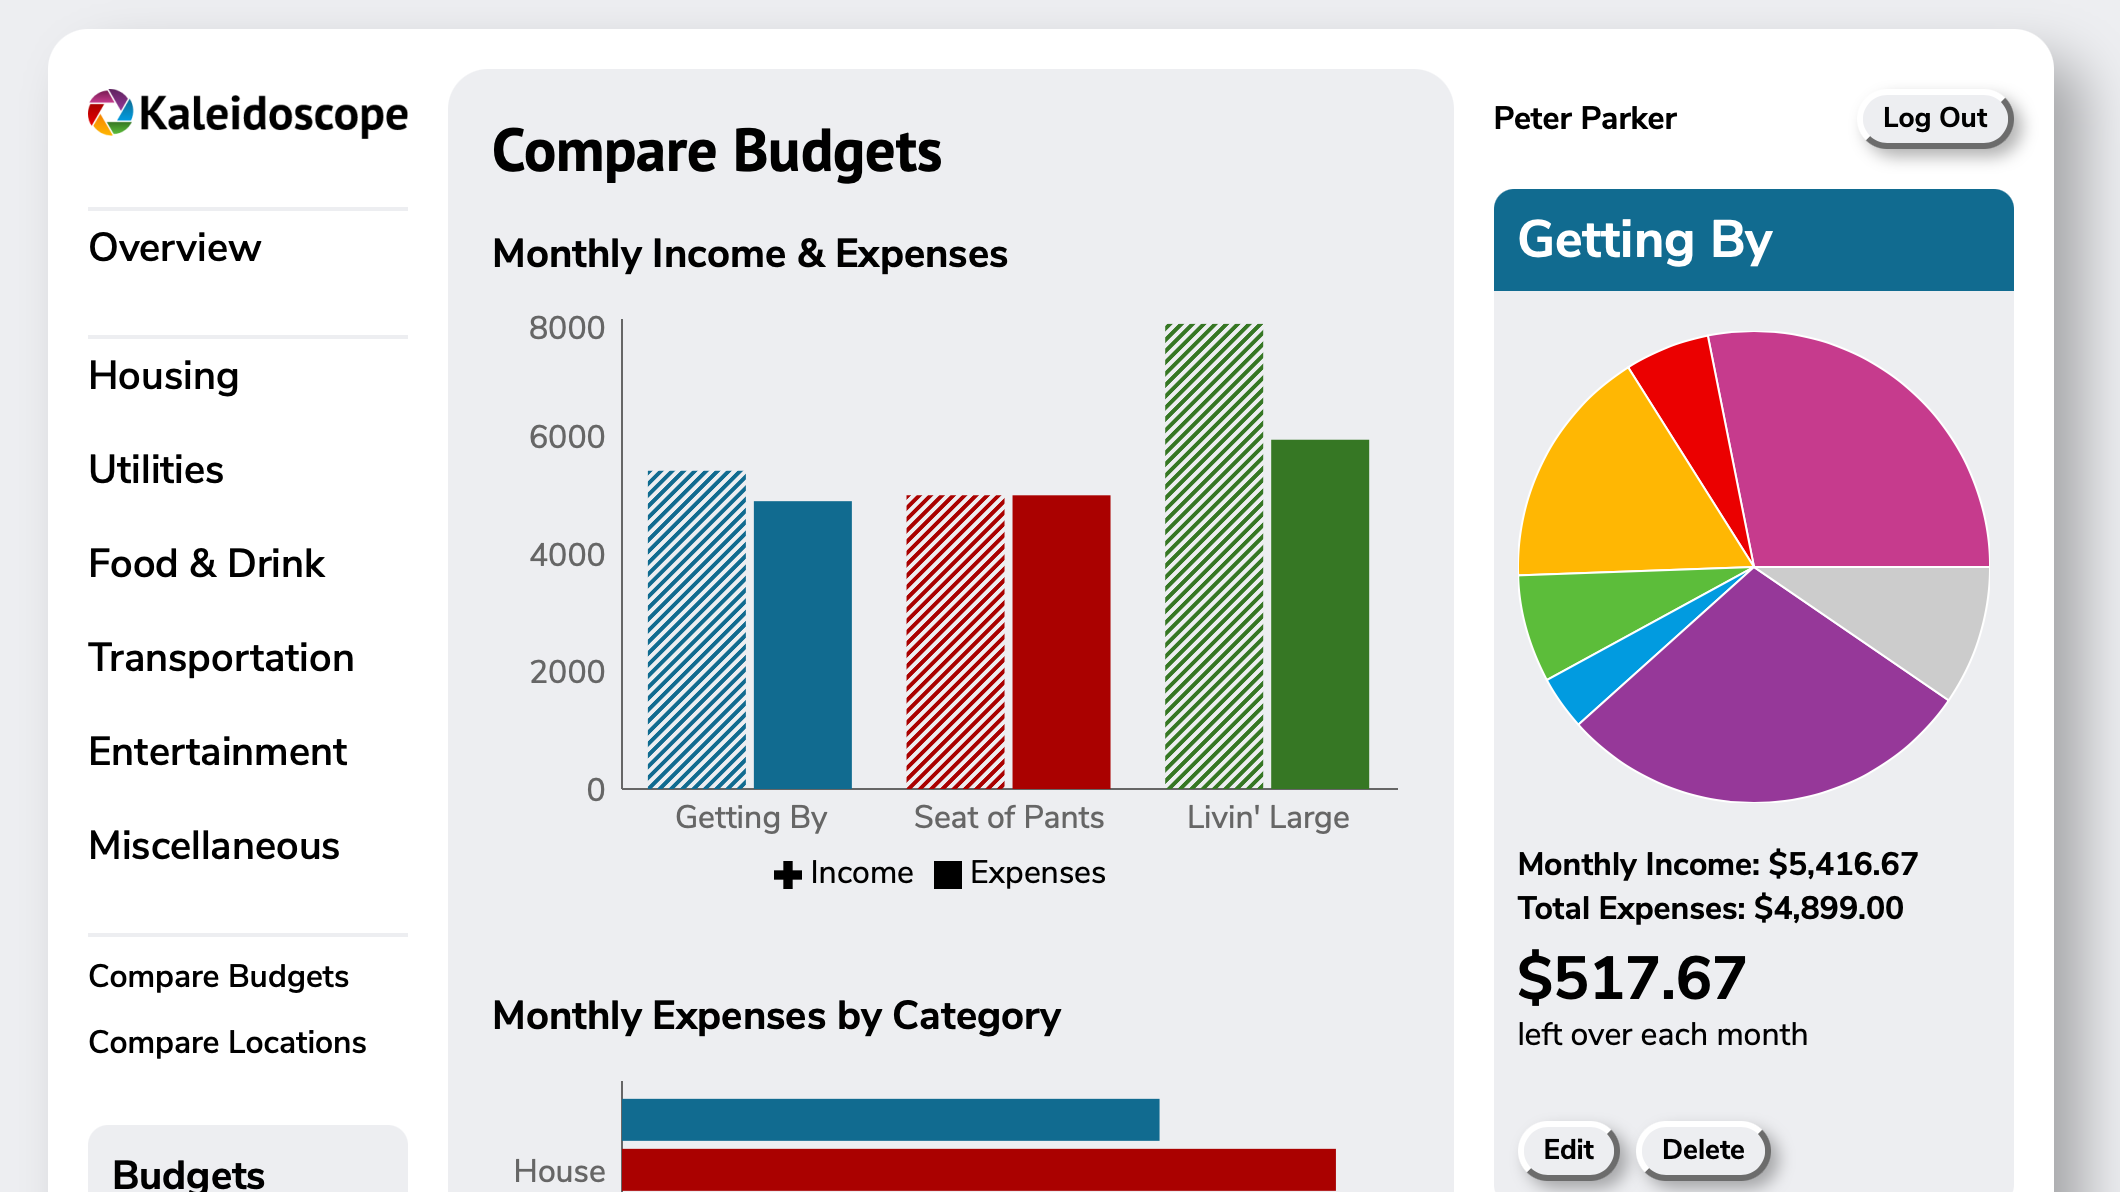 Kaleidoscope
Overview
Housing
Utilities
Food & Drink
Transportation
Entertainment
Miscellaneous
Compare Budgets
Compare Locations
Budgets
Compare Budgets
Monthly Income & Expenses
8000
6000
4000
2000
0
Getting By
Seat of Pants
Livin' Large
Income
Expenses
Monthly Expenses by Category
House
Peter Parker
Log Out
Getting By
Monthly Income: $5,416.67
Total Expenses: $4,899.00
$517.67
left over each month
Edit
Delete